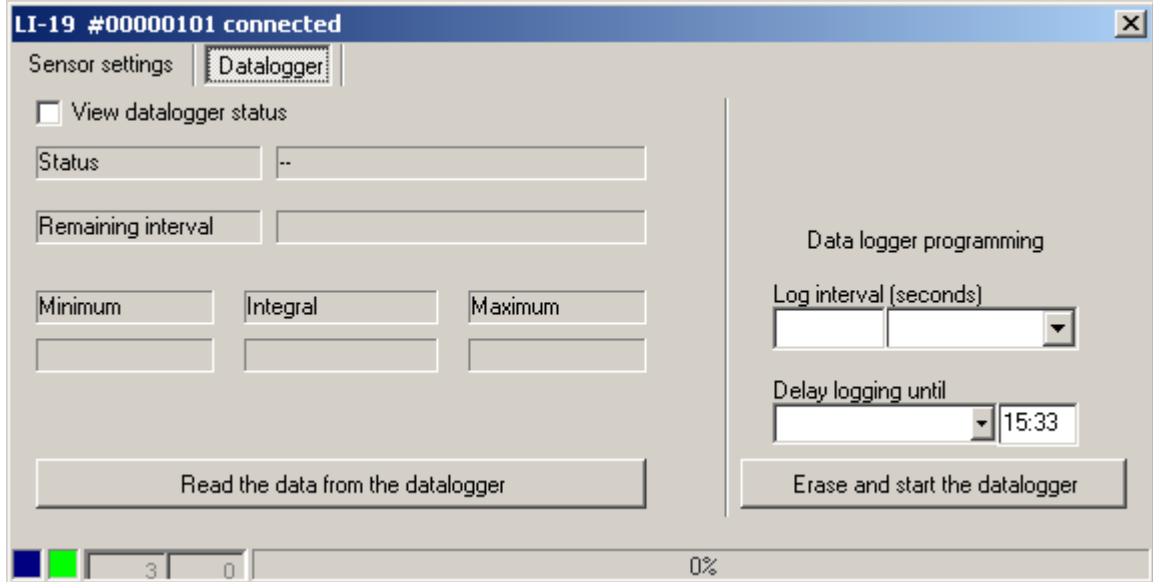 LI-19 #00000101 connected
Sensor settings Datalogger
View datalogger status
Status --
Remaining interval
Minimum Integral Maximum
Read the data from the datalogger
Data logger programming
Log interval (seconds)
Delay logging until
15:33
Erase and start the datalogger
3 0 0%